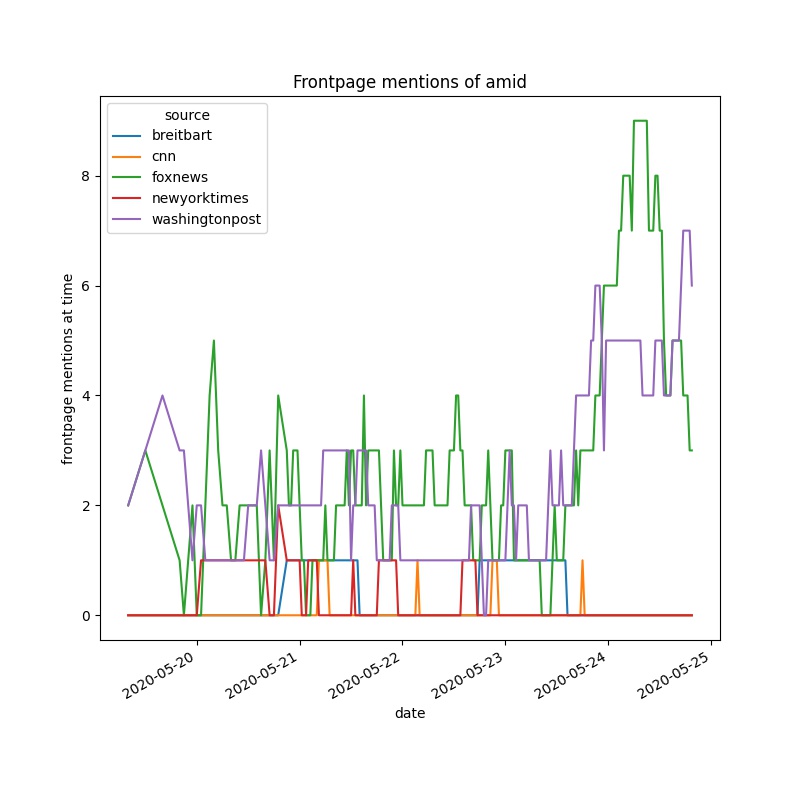 Frontpage mentions of amid
source
breitbart
cnn
foxnews
newyorktimes
washingtonpost
frontpage mentions at time
8
6
4
2
0
2020-05-20
2020-05-21
2020-05-22
2020-05-23
2020-05-24
2020-05-25
date